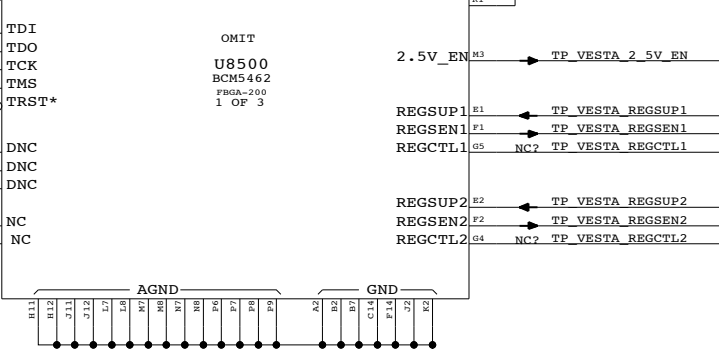 K1
TDI
TDO
TCK
TMS
TRST*
DNC
DNC
DNC
NC
NC
OMIT
U8500
BCM5462
FBGA-200
1 OF 3
2.5V_EN M3 TP_VESTA_2_5V_EN
REGSUP1 E1 TP_VESTA_REGSUP1
REGSEN1 F1 TP_VESTA_REGSEN1
REGCTL1 G5 NC? TP_VESTA_REGCTL1
REGSUP2 E2 TP_VESTA_REGSUP2
REGSEN2 F2 TP_VESTA_REGSEN2
REGCTL2 G4 NC? TP_VESTA_REGCTL2
AGND GND
H11 H12 J11 J12 L7 L8 M7 M8 N7 N8 P6 P7 P8 P9 A2 B2 B7 C14 F14 J2 K2